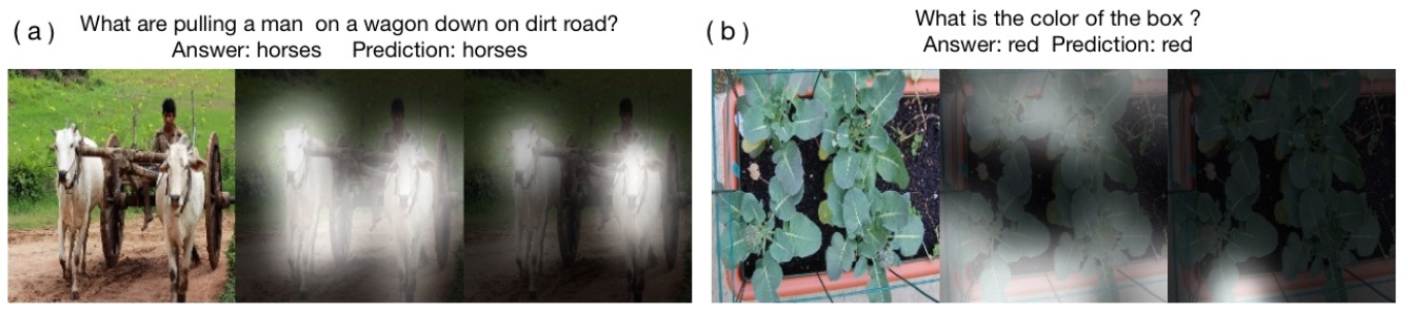 (a) What are pulling a man on a wagon down on dirt road?
Answer: horses Prediction: horses
(b) What is the color of the box ?
Answer: red Prediction: red